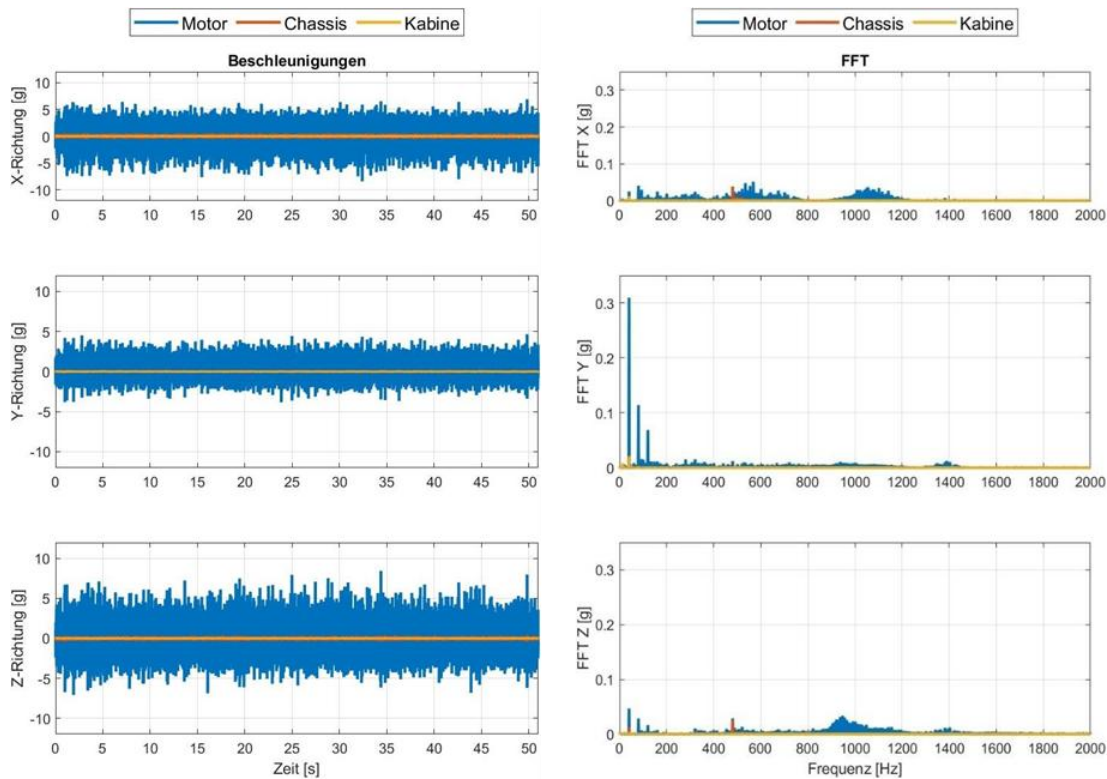 Motor Chassis Kabine
Motor Chassis Kabine
Beschleunigungen
X-Richtung [g]
10
5
0
-5
-10
0 5 10 15 20 25 30 35 40 45 50
FFT
FFT X [g]
0.3
0.2
0.1
0
0 200 400 600 800 1000 1200 1400 1600 1800 2000
Y-Richtung [g]
10
5
0
-5
-10
0 5 10 15 20 25 30 35 40 45 50
FFT Y [g]
0.3
0.2
0.1
0
0 200 400 600 800 1000 1200 1400 1600 1800 2000
Z-Richtung [g]
10
5
0
-5
-10
0 5 10 15 20 25 30 35 40 45 50
Zeit [s]
FFT Z [g]
0.3
0.2
0.1
0
0 200 400 600 800 1000 1200 1400 1600 1800 2000
Frequenz [Hz]